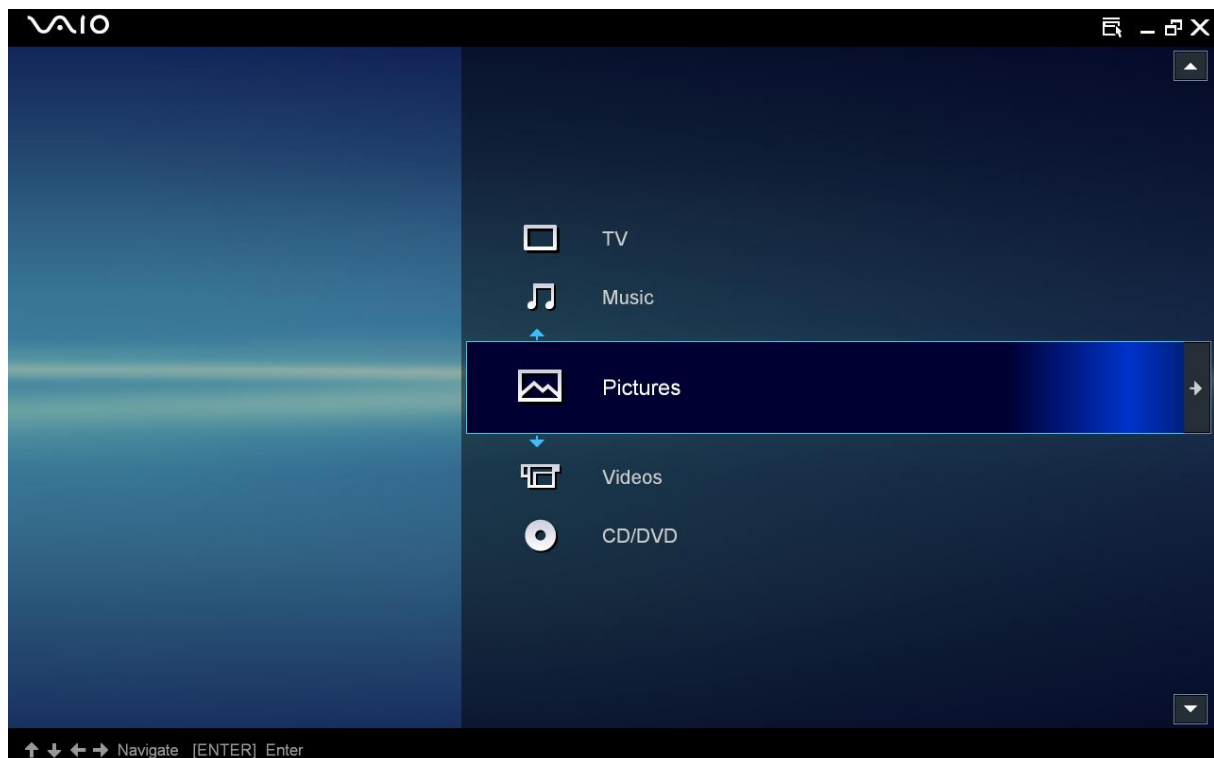 VAIO
TV
Music
Pictures
Videos
CD/DVD
Navigate [ENTER] Enter